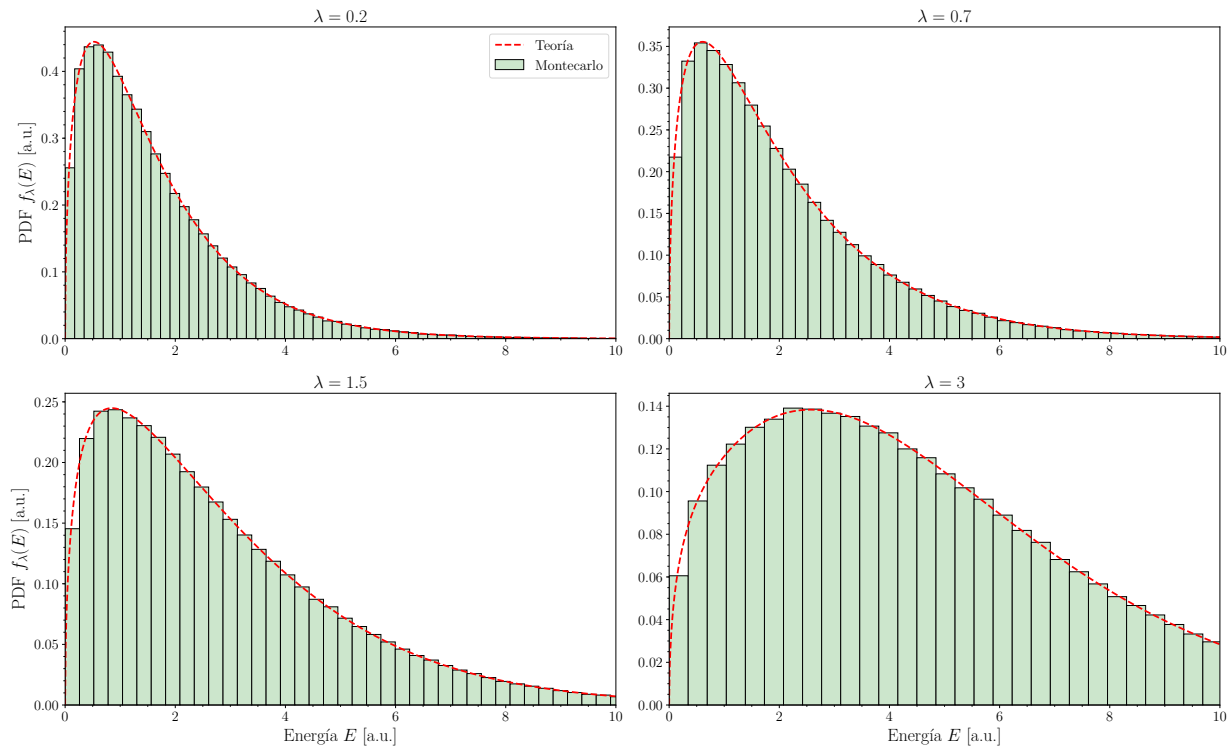 λ = 0.2
PDF f_λ(E) [a.u.]
0.4
0.3
0.2
0.1
0.0
0 2 4 6 8 10
Teoría
Montecarlo
λ = 0.7
PDF f_λ(E) [a.u.]
0.35
0.30
0.25
0.20
0.15
0.10
0.05
0.00
0 2 4 6 8 10
λ = 1.5
PDF f_λ(E) [a.u.]
0.25
0.20
0.15
0.10
0.05
0.00
0 2 4 6 8 10
Energía E [a.u.]
λ = 3
PDF f_λ(E) [a.u.]
0.14
0.12
0.10
0.08
0.06
0.04
0.02
0.00
0 2 4 6 8 10
Energía E [a.u.]